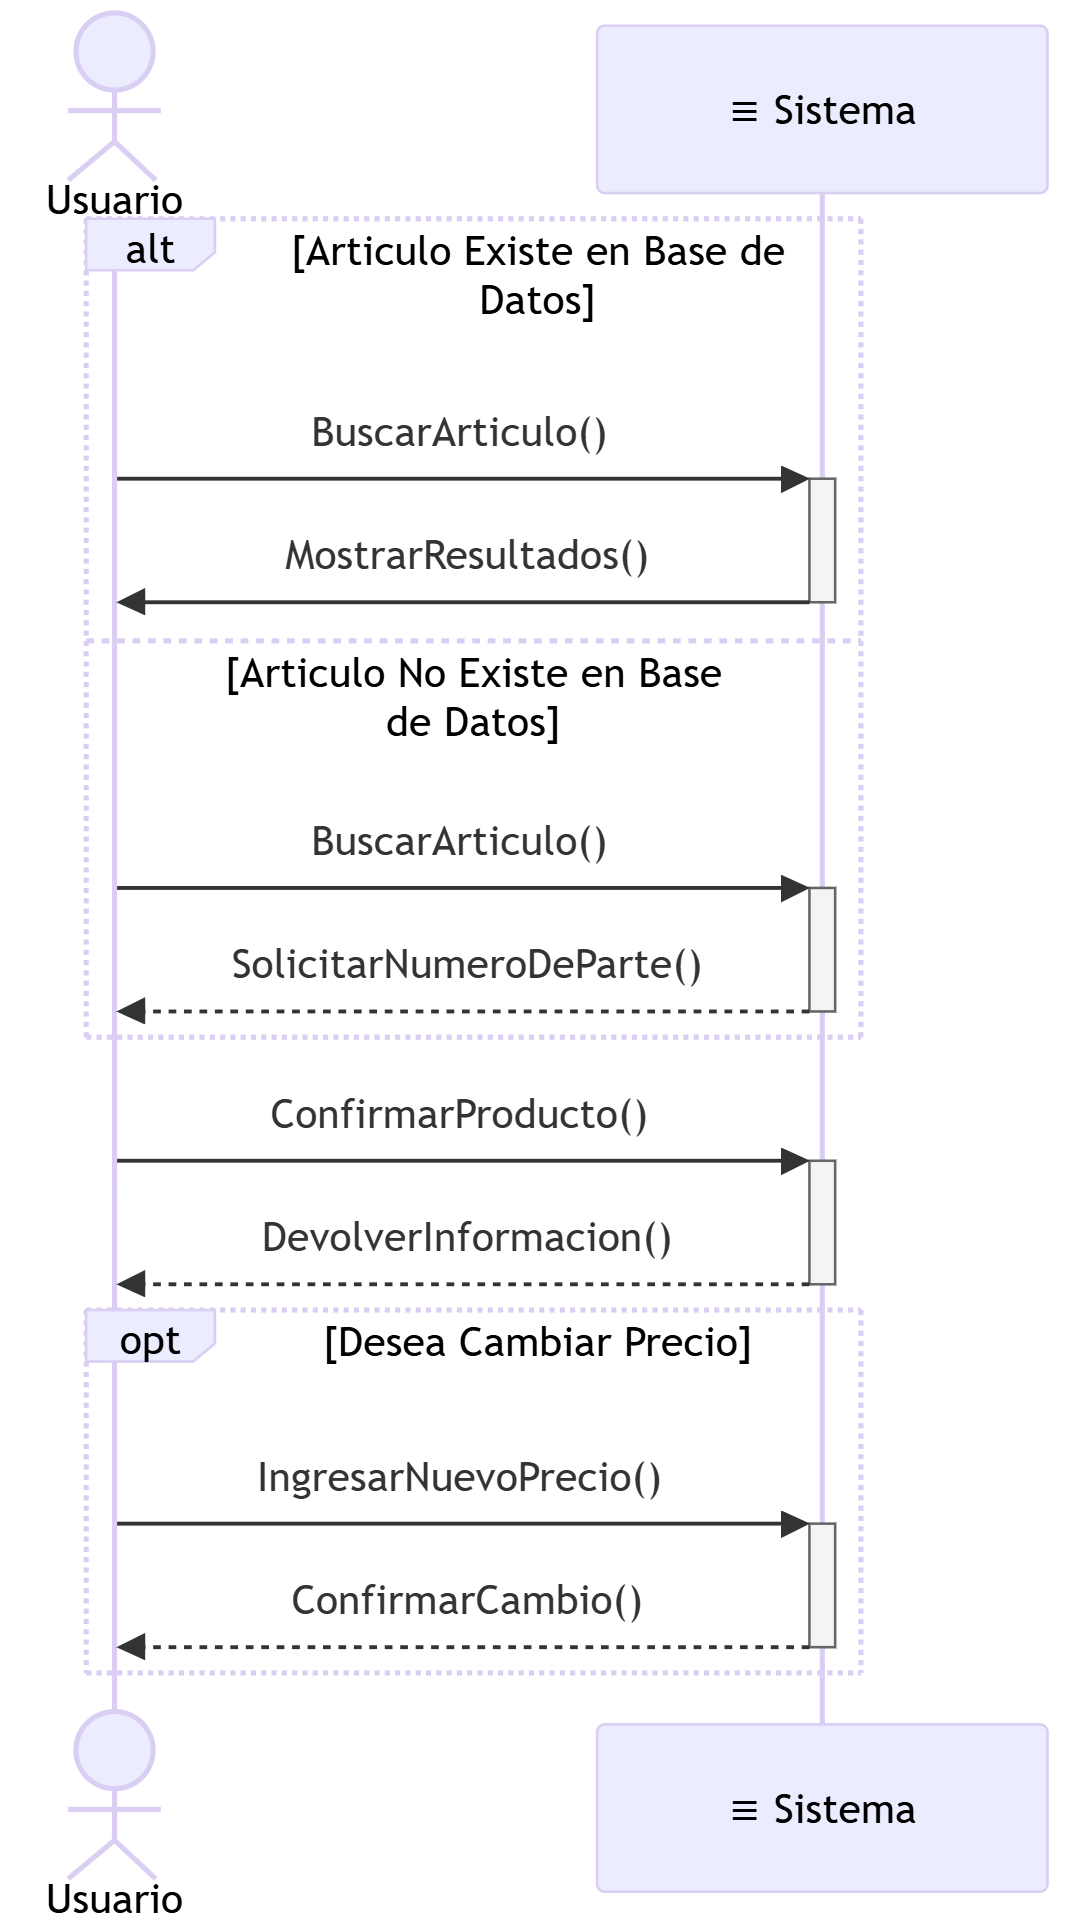 ≡ Sistema
Usuario
alt
[Articulo Existe en Base de
Datos]
BuscarArticulo()
MostrarResultados()
[Articulo No Existe en Base
de Datos]
BuscarArticulo()
SolicitarNumeroDeParte()
ConfirmarProducto()
DevolverInformacion()
opt
[Desea Cambiar Precio]
IngresarNuevoPrecio()
ConfirmarCambio()
≡ Sistema
Usuario